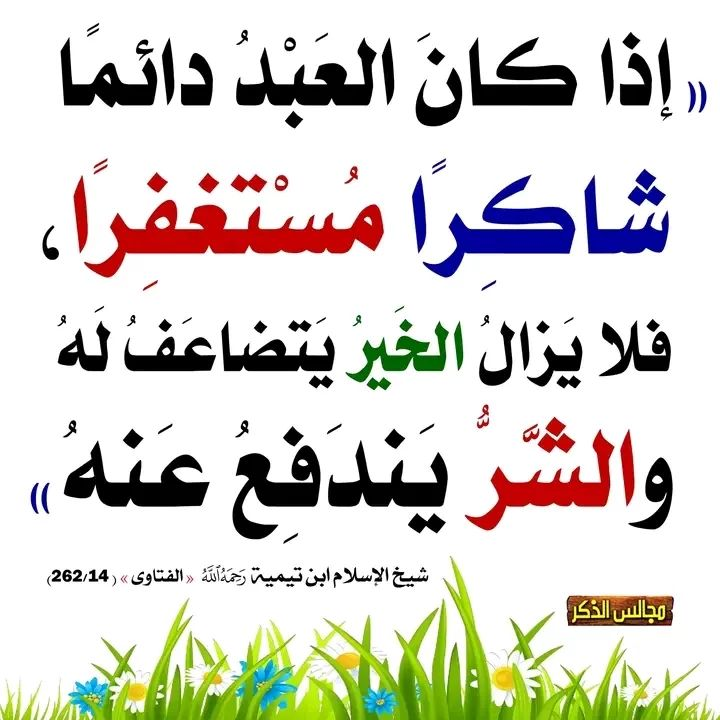 (( إذا كانَ العَبْدُ دائمًا
شاكِرًا مُسْتغفِرًا ،
فلا يَزالُ الخَيرُ يَتضاعَفُ لَهُ
والشَّرُّ يَندَفِعُ عَنهُ ))
شيخ الإسلام ابن تيمية رَحِمَهُ اللَّهُ « الفتاوى » ( 262/14)
مجالس الذكر